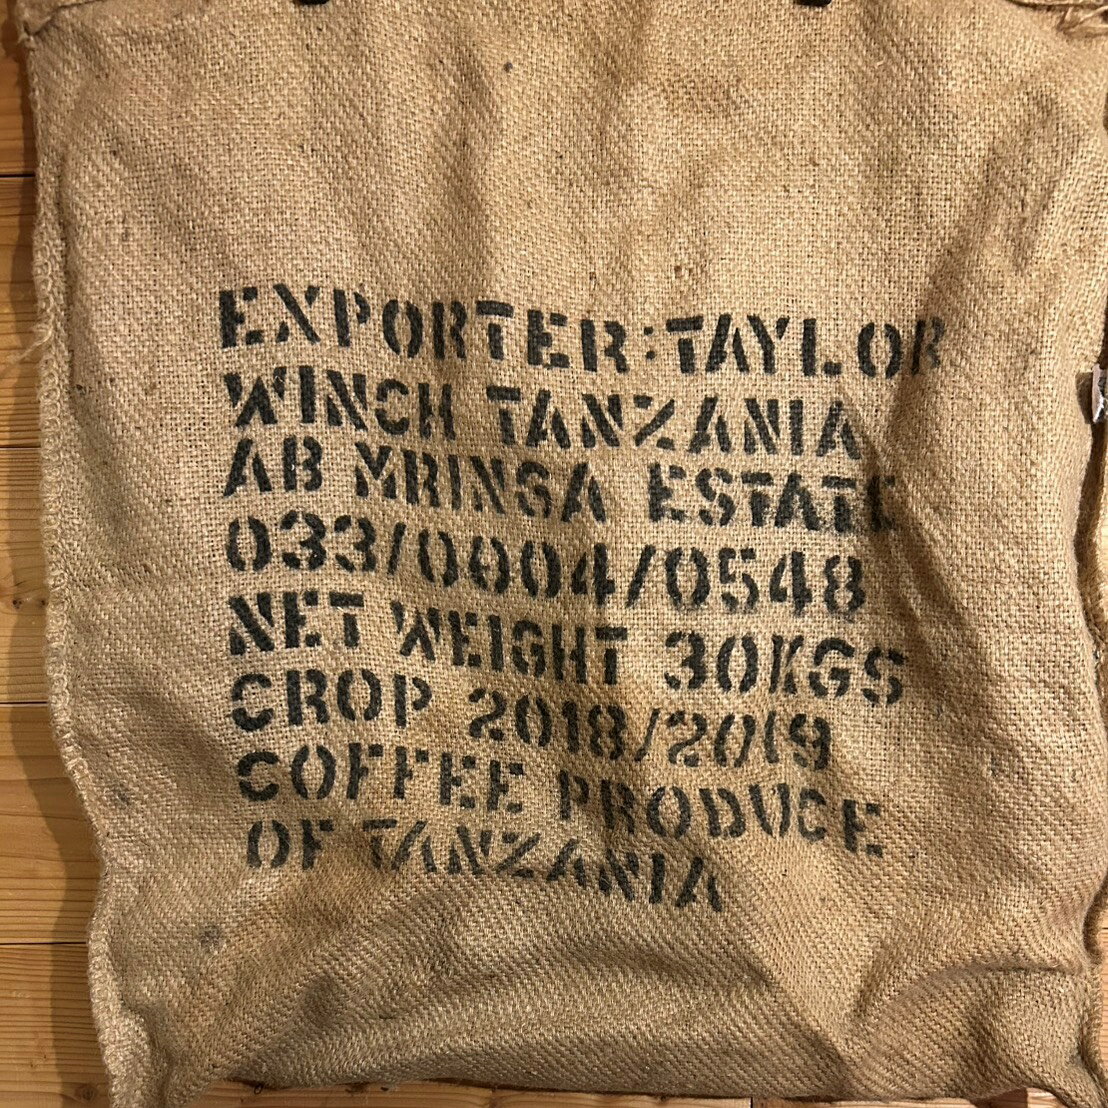 EXPORTER:TAYLOR
WINCH TANZANIA
AB MRINGA ESTATE
033/0004/0548
NET WEIGHT 30KGS
CROP 2018/2019
COFFEE PRODUCE
OF TANZANIA